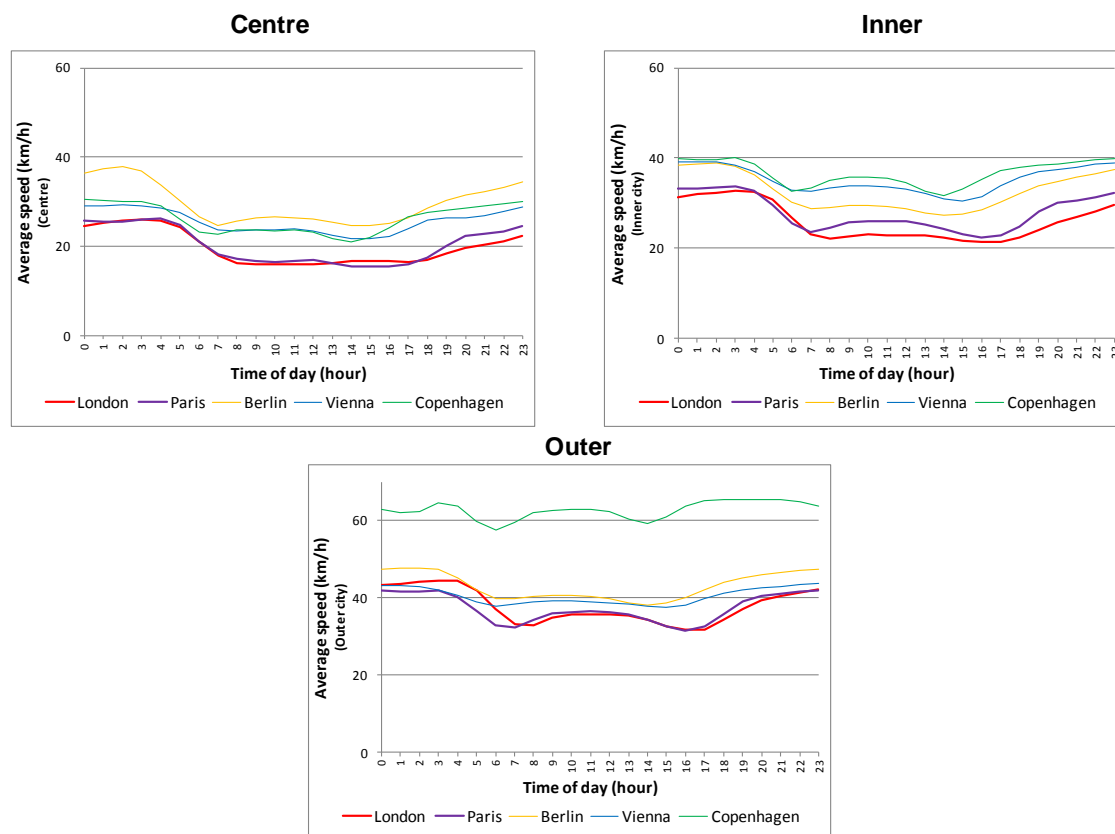 Centre
60
40
20
0
Average speed (km/h)
(Centre)
0 1 2 3 4 5 6 7 8 9 10 11 12 13 14 15 16 17 18 19 20 21 22 23
Time of day (hour)
London Paris Berlin Vienna Copenhagen
Inner
60
40
20
0
Average speed (km/h)
(Inner city)
0 1 2 3 4 5 6 7 8 9 10 11 12 13 14 15 16 17 18 19 20 21 22 23
Time of day (hour)
London Paris Berlin Vienna Copenhagen
Outer
60
40
20
0
Average speed (km/h)
(Outer city)
0 1 2 3 4 5 6 7 8 9 10 11 12 13 14 15 16 17 18 19 20 21 22 23
Time of day (hour)
London Paris Berlin Vienna Copenhagen